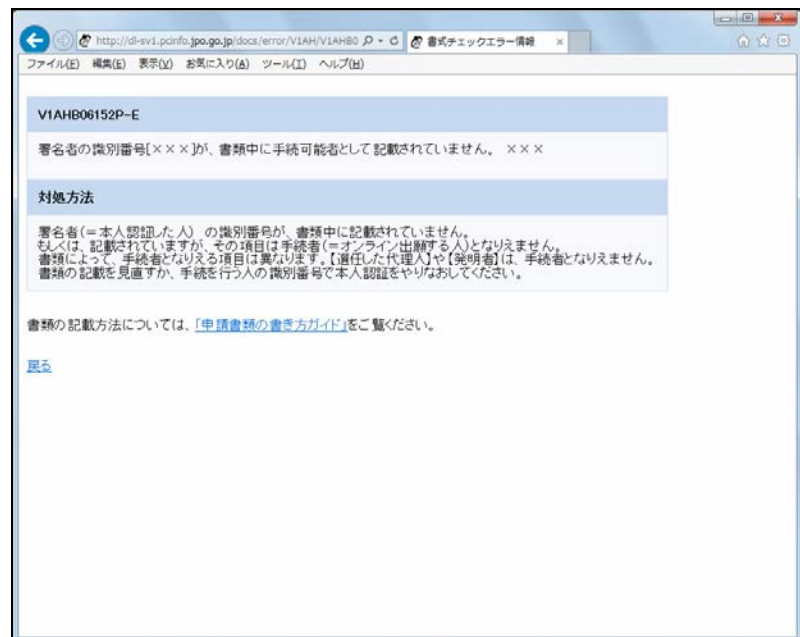 http://dl-sv1.pcinfo.jpo.go.jp/docs/error/V1AH/V1AHB0
書式チェックエラー情報
ファイル(F) 編集(E) 表示(V) お気に入り(A) ツール(T) ヘルプ(H)
V1AHB06152P-E
署名者の識別番号[×××]が、書類中に手続可能者として記載されていません。 ×××
対処方法
署名者(=本人認証した人) の識別番号が、書類中に記載されていません。
もしくは、記載されていますが、その項目は手続者(=オンライン出願する人)となりえません。
書類によって、手続者となりえる項目は異なります。【選任した代理人】や【発明者】は、手続者となりえません。
書類の記載を見直すか、手続を行う人の識別番号で本人認証をやりなおしてください。
書類の記載方法については、「申請書類の書き方ガイド」をご覧ください。
戻る